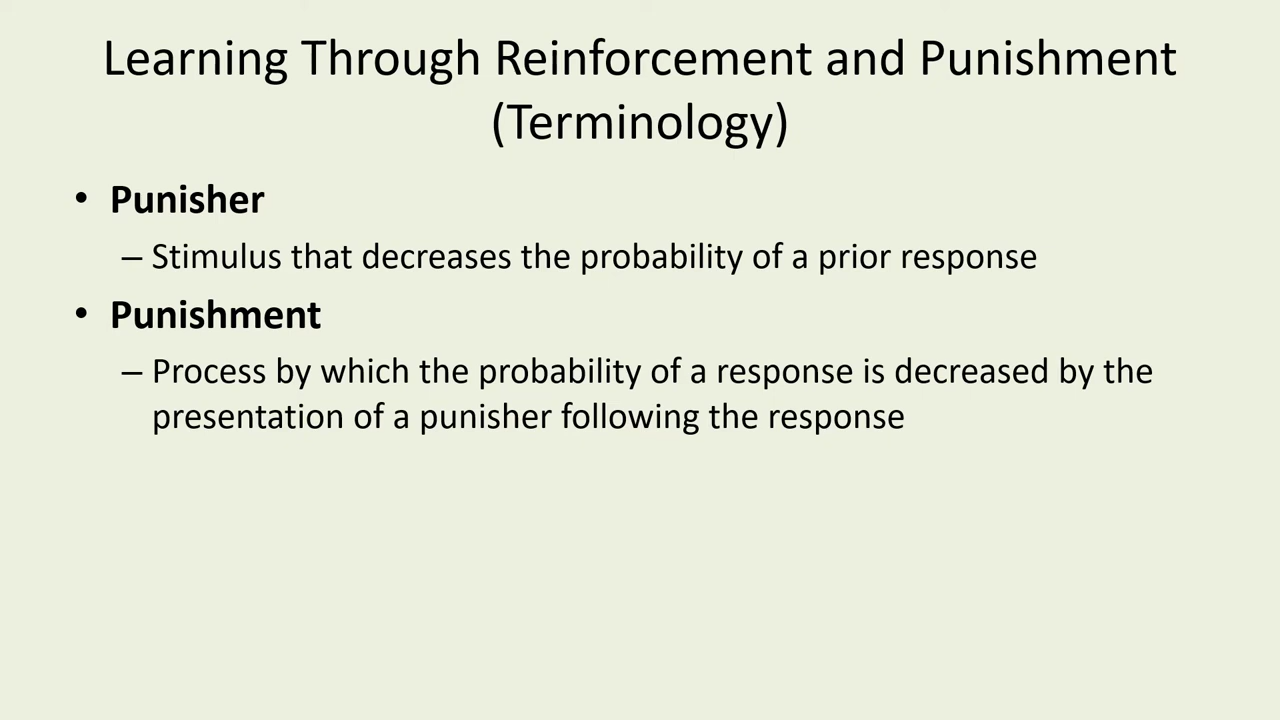 Learning Through Reinforcement and Punishment
(Terminology)
• Punisher
– Stimulus that decreases the probability of a prior response
• Punishment
– Process by which the probability of a response is decreased by the
presentation of a punisher following the response